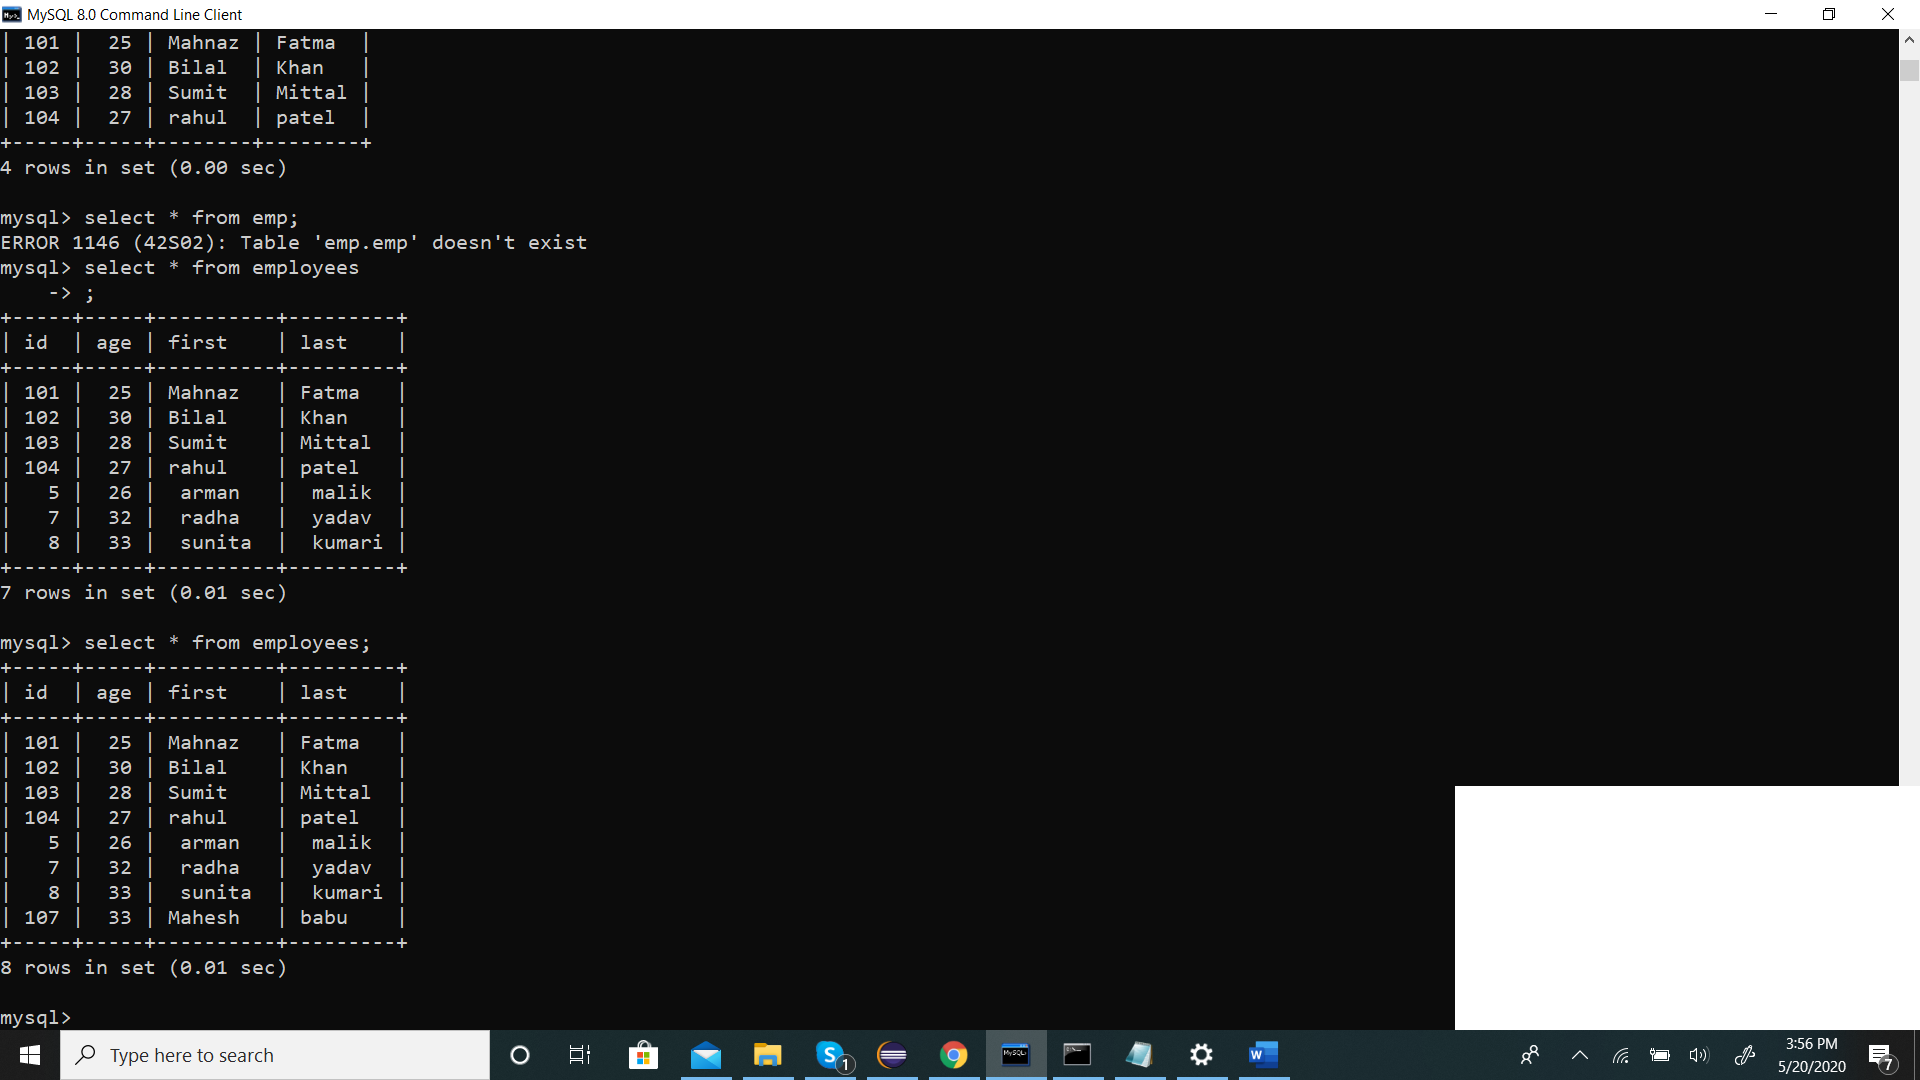 MySQL 8.0 Command Line Client
| 101 |  25 | Mahnaz | Fatma  |
| 102 |  30 | Bilal  | Khan   |
| 103 |  28 | Sumit  | Mittal |
| 104 |  27 | rahul  | patel  |
+-----+-----+--------+--------+
4 rows in set (0.00 sec)
mysql> select * from emp;
ERROR 1146 (42S02): Table 'emp.emp' doesn't exist
mysql> select * from employees
    -> ;
+-----+-----+----------+---------+
| id  | age | first    | last    |
+-----+-----+----------+---------+
| 101 |  25 | Mahnaz   | Fatma   |
| 102 |  30 | Bilal    | Khan    |
| 103 |  28 | Sumit    | Mittal  |
| 104 |  27 | rahul    | patel   |
|   5 |  26 |  arman   |  malik  |
|   7 |  32 |  radha   |  yadav  |
|   8 |  33 |  sunita  |  kumari |
+-----+-----+----------+---------+
7 rows in set (0.01 sec)
mysql> select * from employees;
+-----+-----+----------+---------+
| id  | age | first    | last    |
+-----+-----+----------+---------+
| 101 |  25 | Mahnaz   | Fatma   |
| 102 |  30 | Bilal    | Khan    |
| 103 |  28 | Sumit    | Mittal  |
| 104 |  27 | rahul    | patel   |
|   5 |  26 |  arman   |  malik  |
|   7 |  32 |  radha   |  yadav  |
|   8 |  33 |  sunita  |  kumari |
| 107 |  33 | Mahesh   | babu    |
+-----+-----+----------+---------+
8 rows in set (0.01 sec)
mysql>
Type here to search
S 1
MySQL
W
3:56 PM
5/20/2020
7